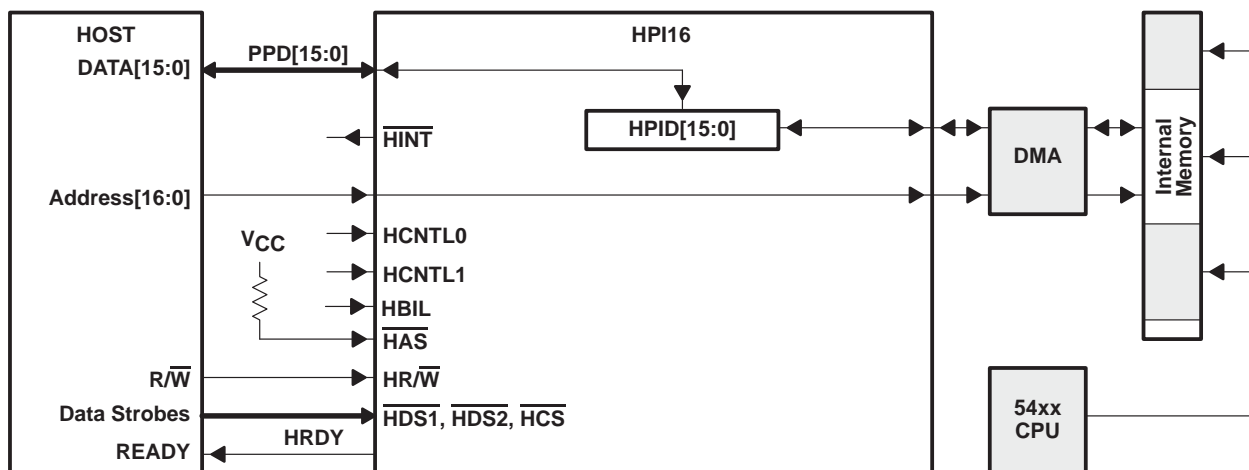 HOST
HPI16
DATA[15:0]
PPD[15:0]
HPID[15:0]
HINT
DMA
Internal
Memory
Address[16:0]
VCC
HCNTL0
HCNTL1
HBIL
HAS
R/W
HR/W
Data Strobes
HDS1, HDS2, HCS
READY
HRDY
54xx
CPU